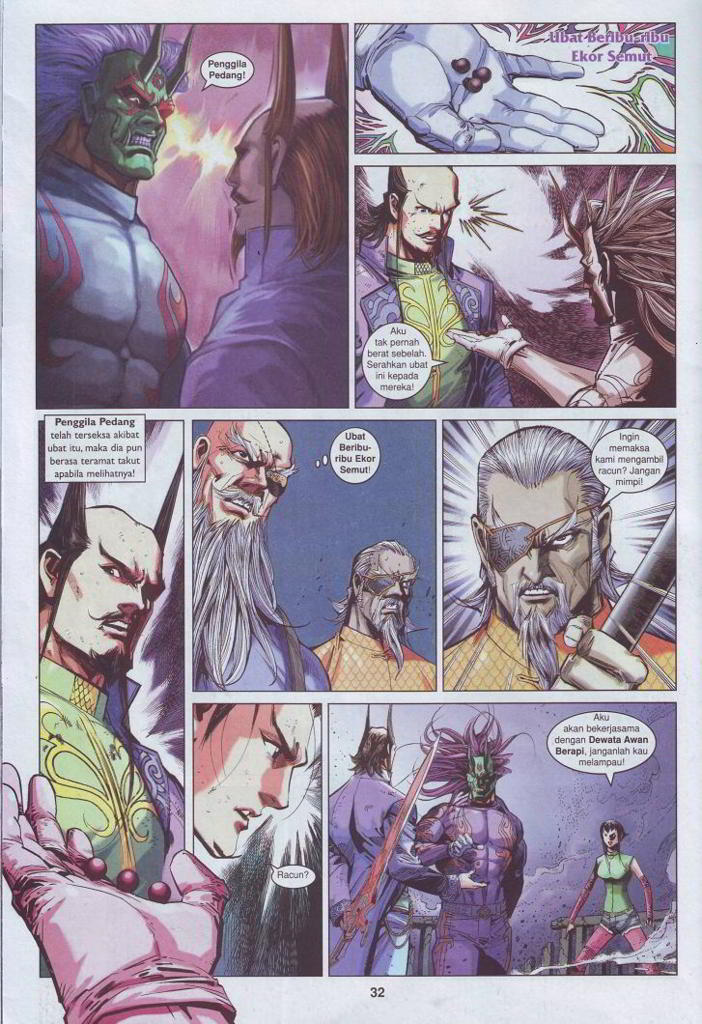 Penggila
Pedang!
Ubat Beribu-ribu
Ekor Semut
Aku
tak pernah
berat sebelah.
Serahkan ubat
ini kepada
mereka!
Penggila Pedang
telah terseksa akibat
ubat itu, maka dia pun
berasa teramat takut
apabila melihatnya!
Ubat
Beribu-
ribu Ekor
Semut!
Ingin
memaksa
kami mengambil
racun? Jangan
mimpi!
Racun?
Aku
akan bekerjasama
dengan Dewata Awan
Berapi, janganlah kau
melampau!
32